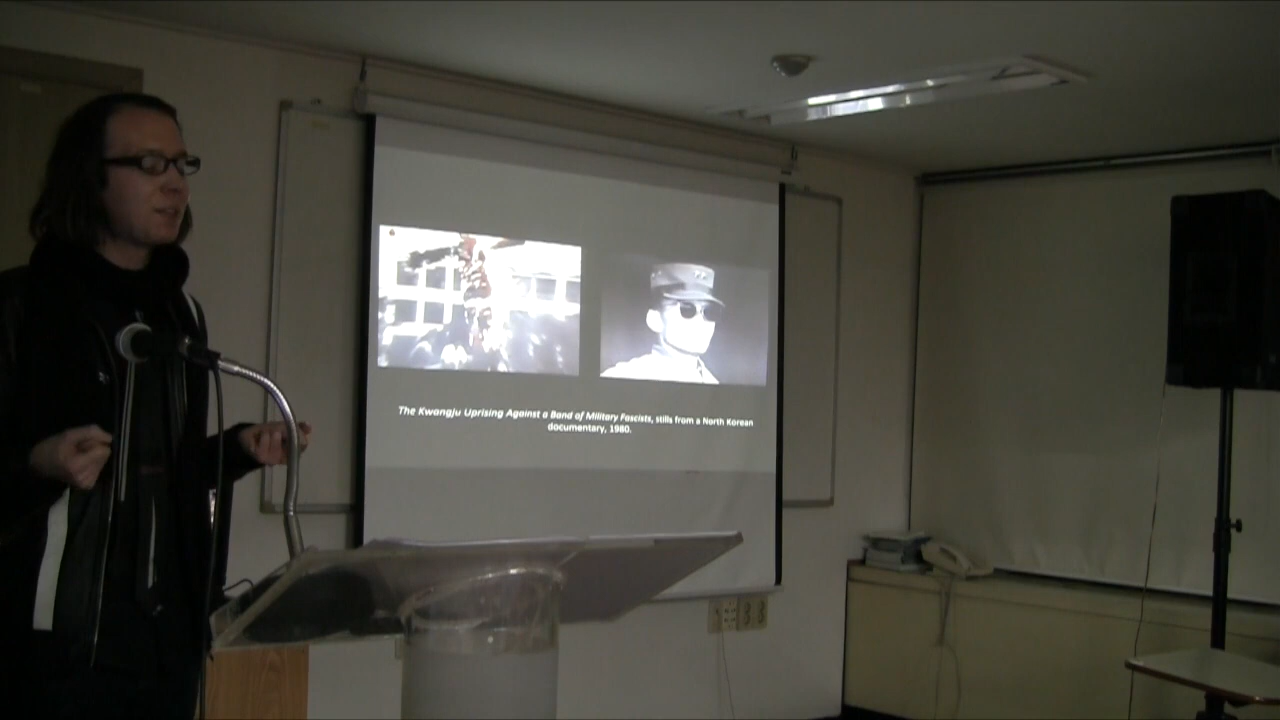 The Kwangju Uprising Against a Band of Military Fascists, stills from a North Korean
documentary, 1980.